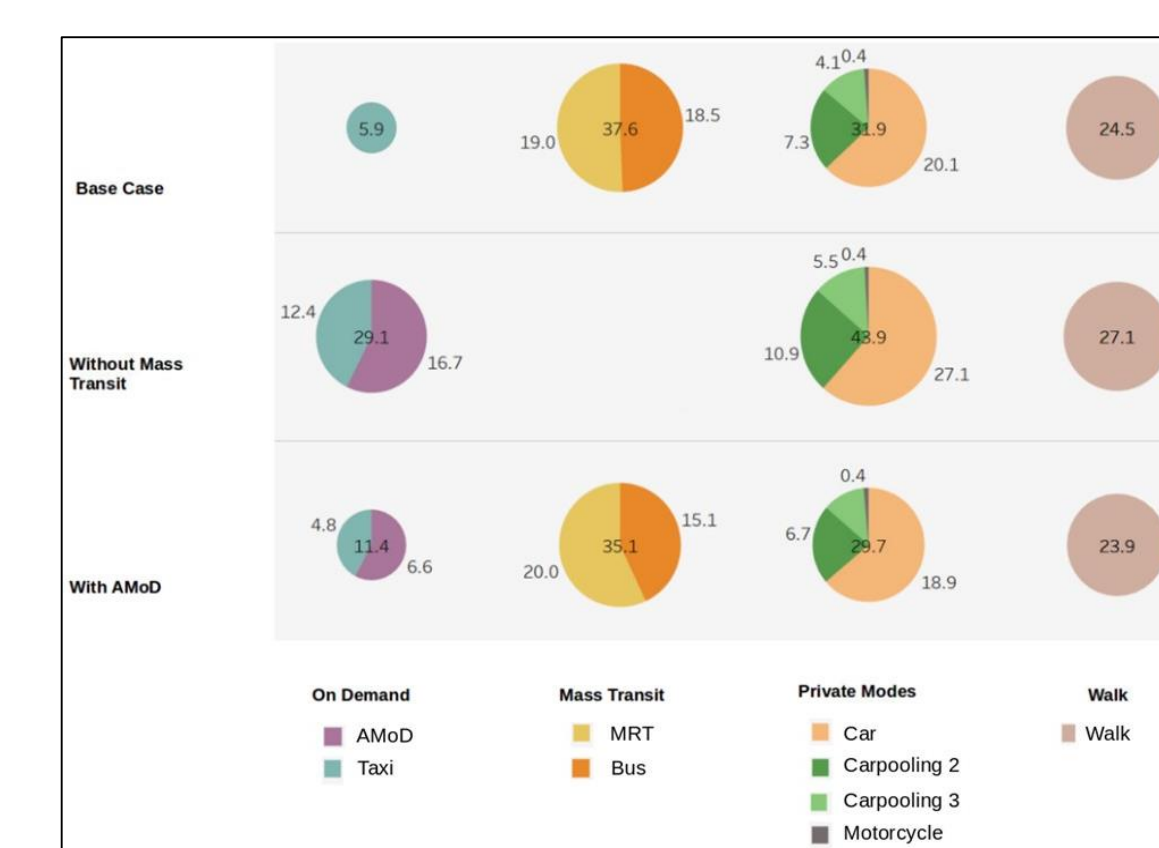 4.1 0.4
5.9
19.0
37.6
18.5
7.3
31.9
20.1
24.5
Base Case
5.5 0.4
12.4
29.1
16.7
10.9
43.9
27.1
27.1
Without Mass
Transit
0.4
4.8
11.4
6.6
20.0
35.1
15.1
6.7
29.7
18.9
23.9
With AMoD
On Demand
AMoD
Taxi
Mass Transit
MRT
Bus
Private Modes
Car
Carpooling 2
Carpooling 3
Motorcycle
Walk
Walk